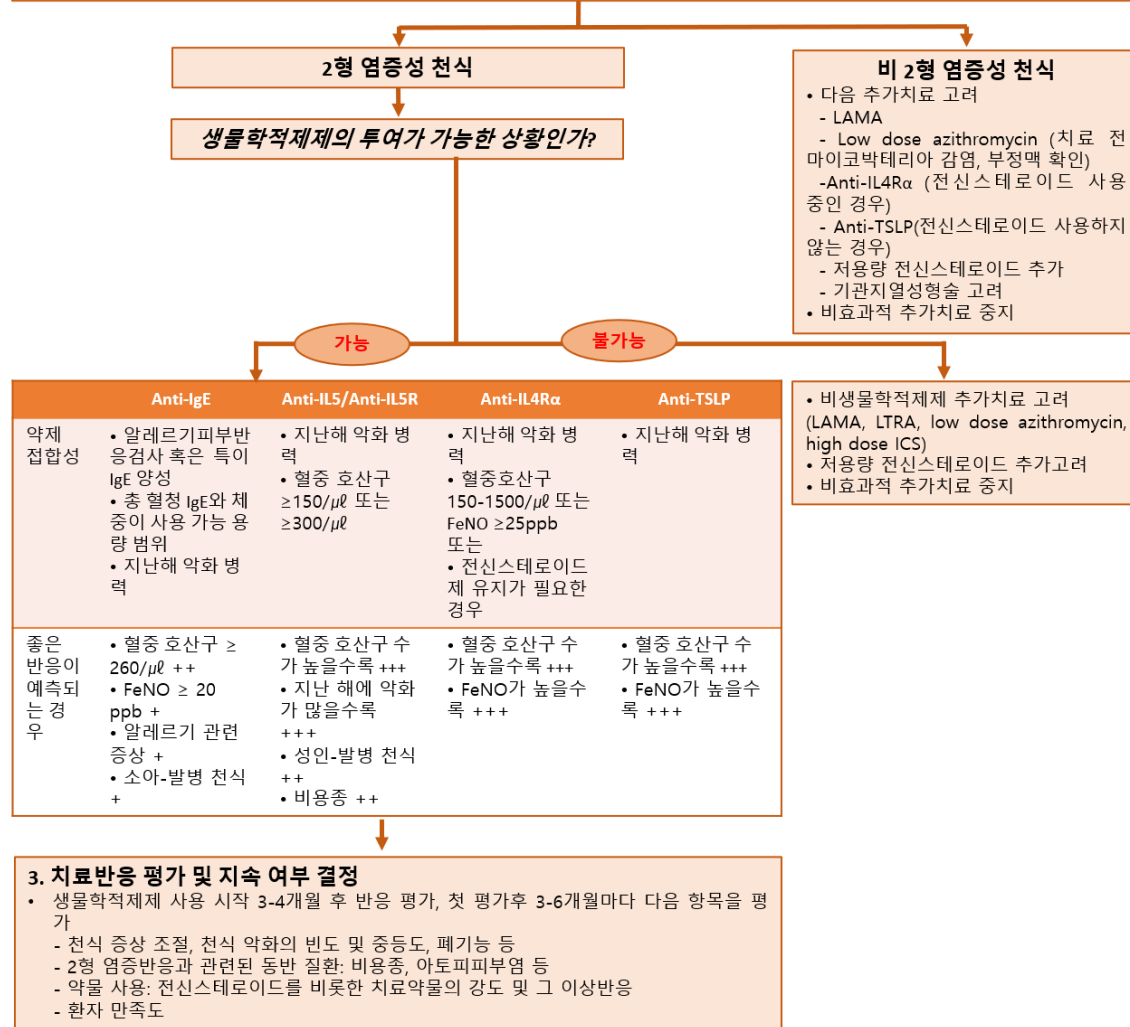 2형 염증성 천식
생물학적제제의 투여가 가능한 상황인가?
비 2형 염증성 천식
• 다음 추가치료 고려
- LAMA
- Low dose azithromycin (치료 전
마이코박테리아 감염, 부정맥 확인)
-Anti-IL4Rα (전신스테로이드 사용
중인 경우)
- Anti-TSLP(전신스테로이드 사용하지
않는 경우)
- 저용량 전신스테로이드 추가
- 기관지열성형술 고려
• 비효과적 추가치료 중지
가능
불가능
Anti-IgE
Anti-IL5/Anti-IL5R
Anti-IL4Rα
Anti-TSLP
약제
접합성
• 알레르기피부반
응검사 혹은 특이
IgE 양성
• 총 혈청 IgE와 체
중이 사용 가능 용
량 범위
• 지난해 악화 병
력
• 지난해 악화 병
력
• 혈중 호산구
≥150/㎕ 또는
≥300/㎕
• 지난해 악화 병
력
• 혈중호산구
150-1500/㎕ 또는
FeNO ≥25ppb
또는
• 전신스테로이드
제 유지가 필요한
경우
• 지난해 악화 병
력
좋은
반응이
예측되
는 경
우
• 혈중 호산구 ≥
260/㎕ ++
• FeNO ≥ 20
ppb +
• 알레르기 관련
증상 +
• 소아-발병 천식
+
• 혈중 호산구 수
가 높을수록 +++
• 지난 해에 악화
가 많을수록
+++
• 성인-발병 천식
++
• 비용종 ++
• 혈중 호산구 수
가 높을수록 +++
• FeNO가 높을수
록 +++
• 혈중 호산구 수
가 높을수록 +++
• FeNO가 높을수
록 +++
• 비생물학적제제 추가치료 고려
(LAMA, LTRA, low dose azithromycin,
high dose ICS)
• 저용량 전신스테로이드 추가고려
• 비효과적 추가치료 중지
3. 치료반응 평가 및 지속 여부 결정
• 생물학적제제 사용 시작 3-4개월 후 반응 평가, 첫 평가후 3-6개월마다 다음 항목을 평
가
- 천식 증상 조절, 천식 악화의 빈도 및 중등도, 폐기능 등
- 2형 염증반응과 관련된 동반 질환: 비용종, 아토피피부염 등
- 약물 사용: 전신스테로이드를 비롯한 치료약물의 강도 및 그 이상반응
- 환자 만족도